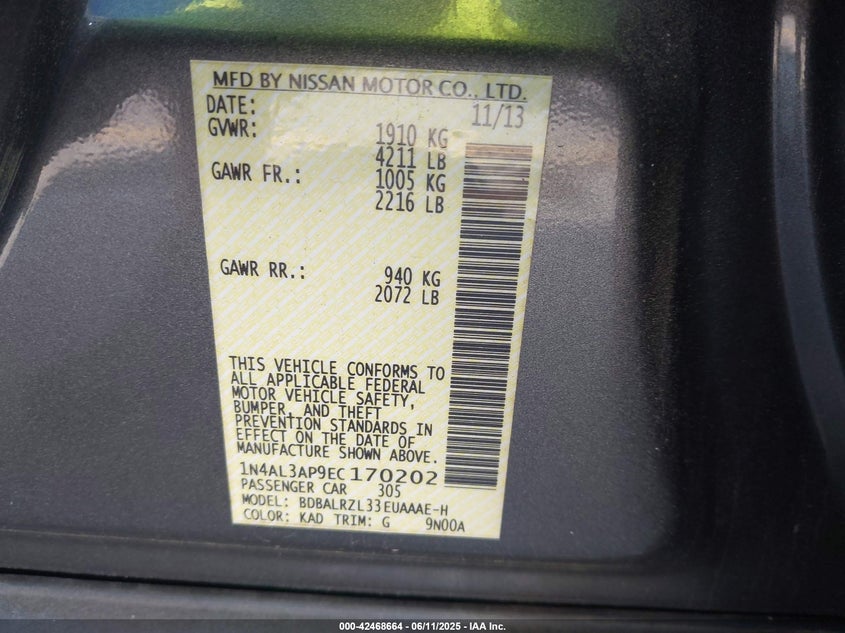 MFD BY NISSAN MOTOR CO., LTD.
DATE: 11/13
GVWR: 1910 KG
4211 LB
GAWR FR.: 1005 KG
2216 LB
GAWR RR.: 940 KG
2072 LB
THIS VEHICLE CONFORMS TO
ALL APPLICABLE FEDERAL
MOTOR VEHICLE SAFETY,
BUMPER, AND THEFT
PREVENTION STANDARDS IN
EFFECT ON THE DATE OF
MANUFACTURE SHOWN ABOVE.
1N4AL3AP9EC170202
PASSENGER CAR 305
MODEL: BDBALRZL33EUAAAE-H
COLOR: KAD TRIM: G 9N00A
000-42468664 - 06/11/2025 - IAA Inc.